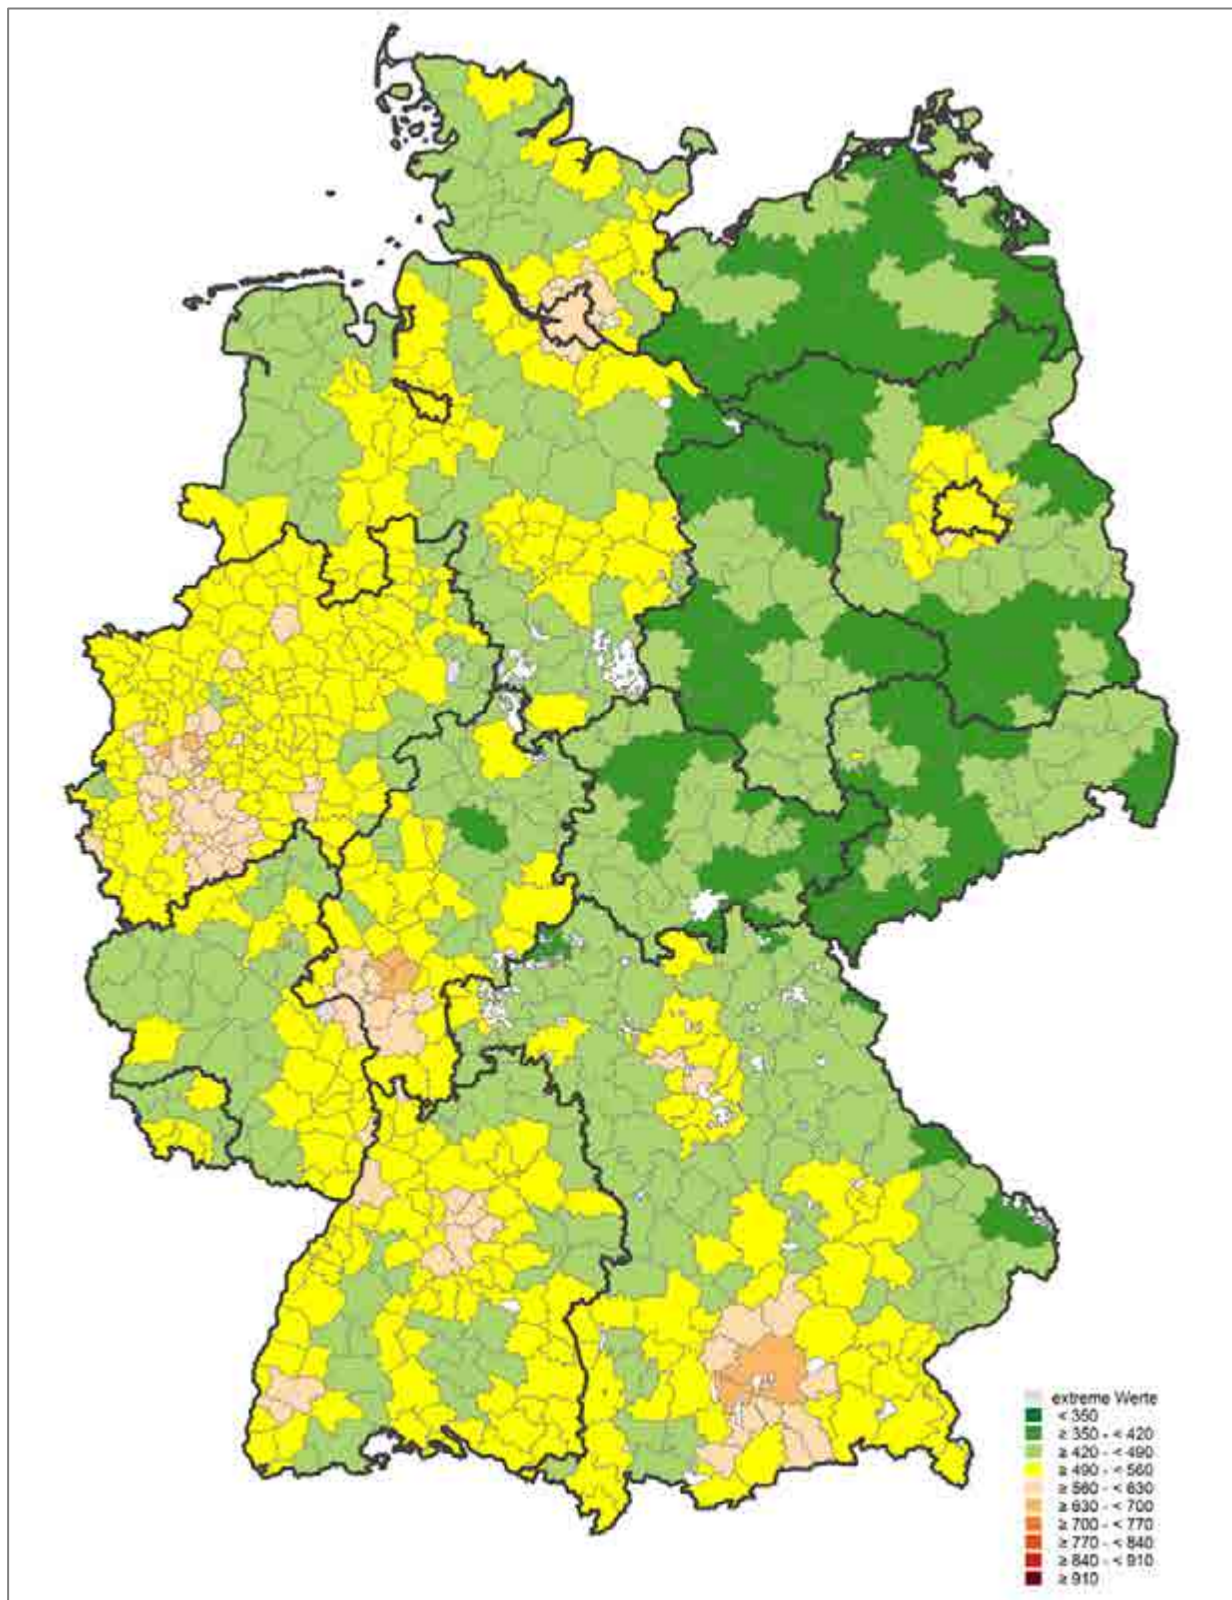 extreme Werte
< 350
≥ 350 - < 420
≥ 420 - < 490
≥ 490 - < 560
≥ 560 - < 630
≥ 630 - < 700
≥ 700 - < 770
≥ 770 - < 840
≥ 840 - < 910
≥ 910